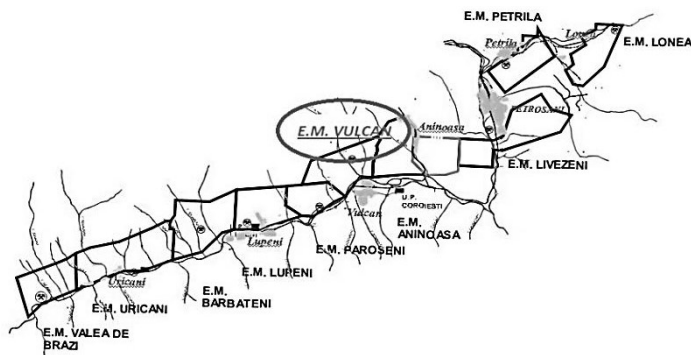 E.M. PETRILA
Petrila
Lonea
E.M. LONEA
PETROSANI
E.M. VULCAN
Aninoasa
E.M. LIVEZENI
U.P.
COROIESTI
Vulcan
E.M.
ANINOASA
E.M. PAROSENI
Lupeni
E.M. LUPENI
Uricani
E.M.
BARBATENI
E.M. URICANI
E.M. VALEA DE
BRAZI